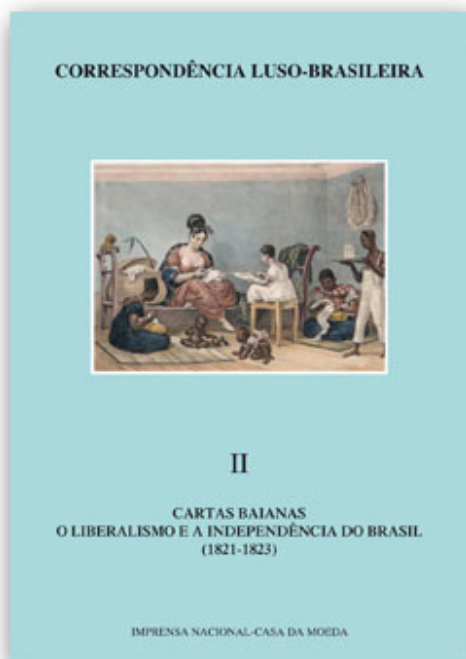 CORRESPONDÊNCIA LUSO-BRASILEIRA
II
CARTAS BAIANAS
O LIBERALISMO E A INDEPENDÊNCIA DO BRASIL
(1821-1823)
IMPRENSA NACIONAL-CASA DA MOEDA